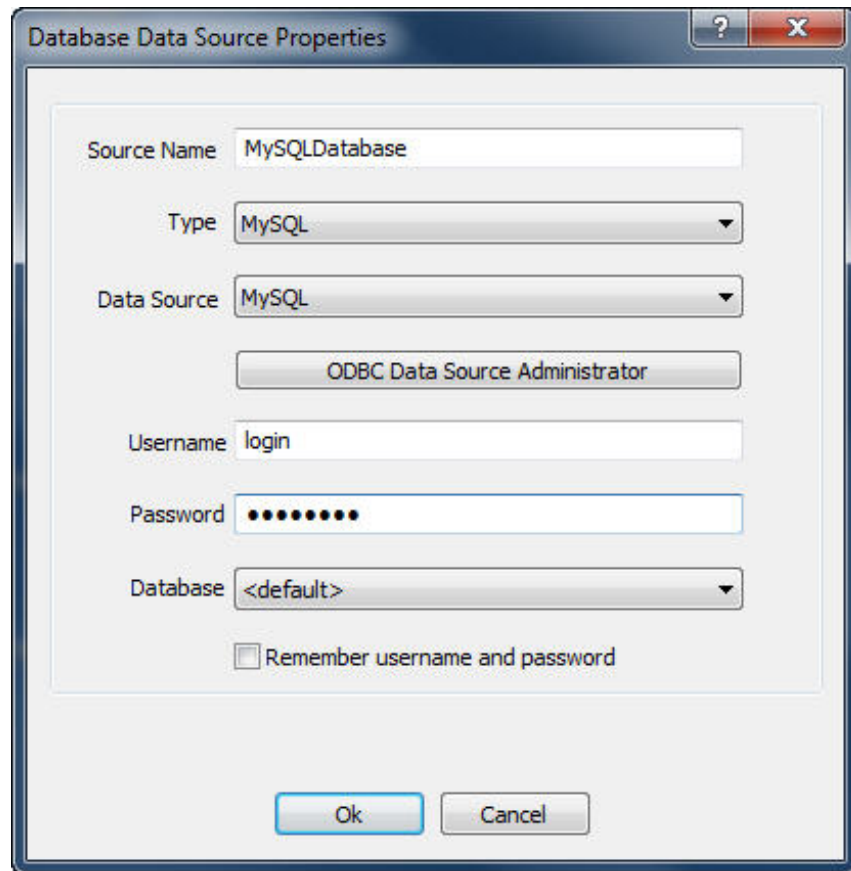 Database Data Source Properties
?
X
Source Name MySQLDatabase
Type MySQL
Data Source MySQL
ODBC Data Source Administrator
Username login
Password ••••••••
Database <default>
Remember username and password
Ok Cancel